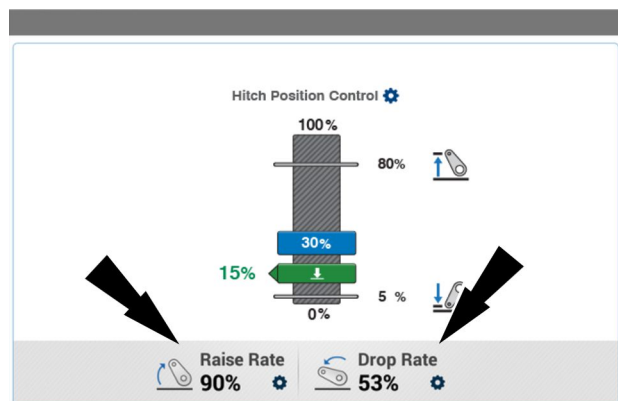 Hitch Position Control
100%
80%
30%
15%
5 %
0%
Raise Rate
90%
Drop Rate
53%